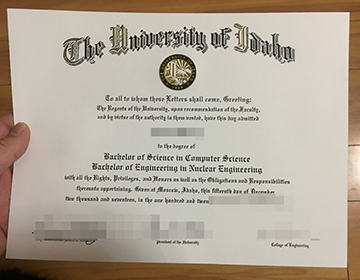 The University of Idaho
To all to whom these Letters shall come, Greeting:
The Regents of the University, upon recommendation of the Faculty,
and by virtue of the authority in them vested, have this day admitted
to the degree of
Bachelor of Science in Computer Science
Bachelor of Engineering in Nuclear Engineering
with all the Rights, Privileges, and Honors as well as the Obligations and Responsibilities
thereunto appertaining. Given at Moscow, Idaho, this fifteenth day of December
two thousand and seventeen, in the one hundred and twen
President of the University
College of Engineering